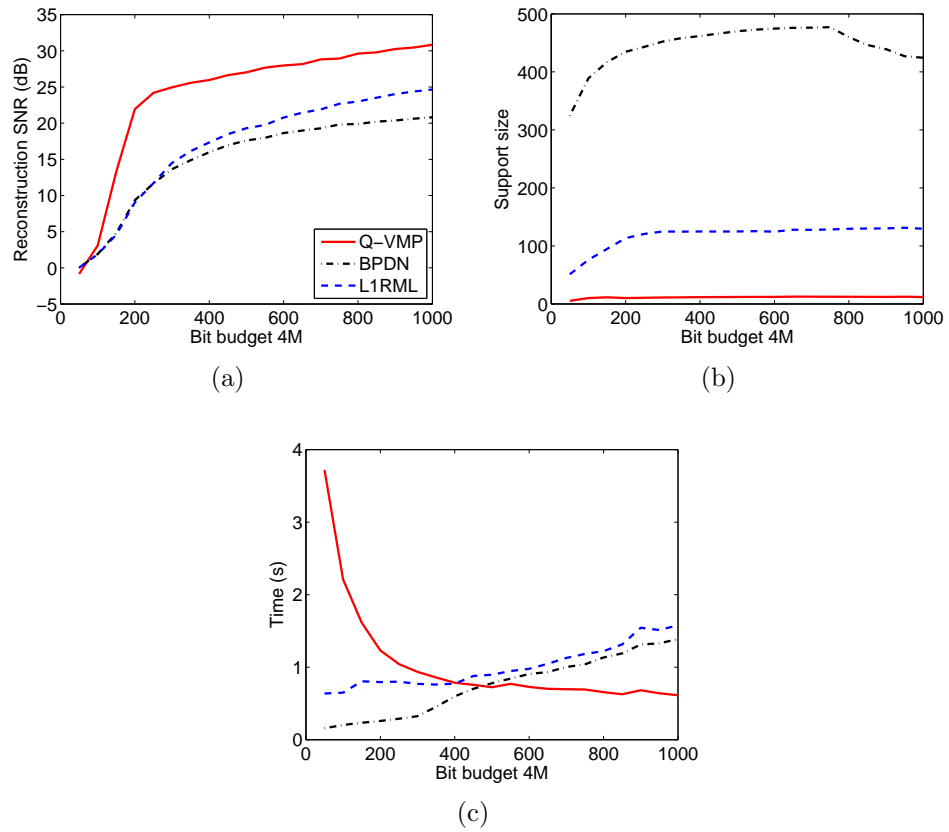 35
30
25
20
15
10
5
0
−5
Reconstruction SNR (dB)
Q−VMP
BPDN
L1RML
0 200 400 600 800 1000
Bit budget 4M
(a)
500
400
300
200
100
0
Support size
0 200 400 600 800 1000
Bit budget 4M
(b)
4
3
2
1
0
Time (s)
0 200 400 600 800 1000
Bit budget 4M
(c)